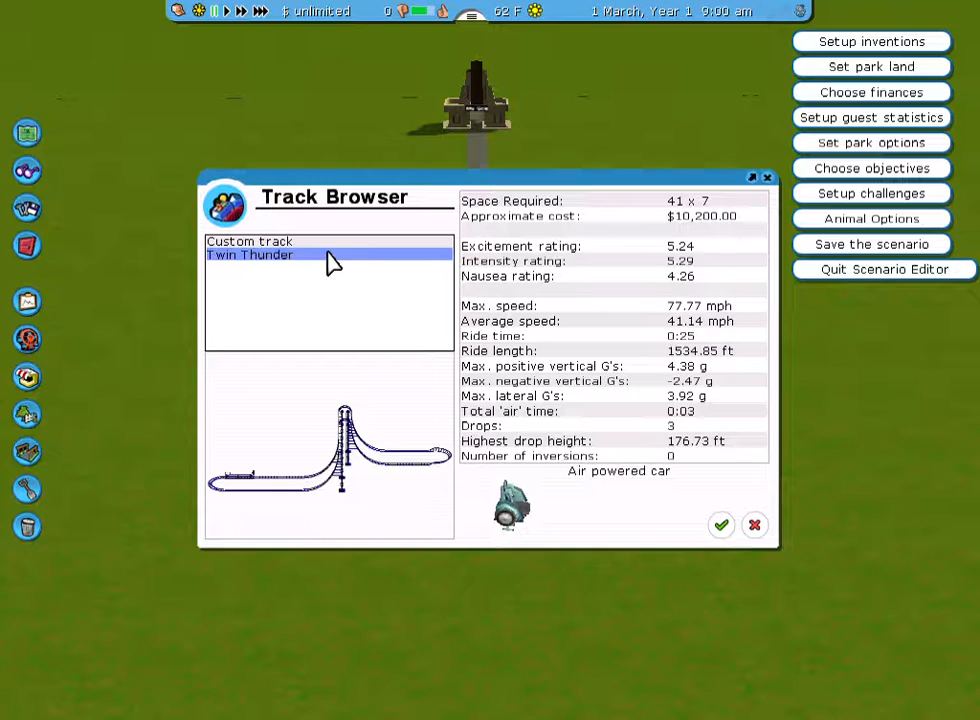 $ unlimited 0 62 F 1 March, Year 1 9:00 am
Setup inventions
Set park land
Choose finances
Setup guest statistics
Set park options
Choose objectives
Setup challenges
Animal Options
Save the scenario
Quit Scenario Editor
Track Browser
Custom track
Twin Thunder
Space Required: 41 x 7
Approximate cost: $10,200.00
Excitement rating: 5.24
Intensity rating: 5.29
Nausea rating: 4.26
Max. speed: 77.77 mph
Average speed: 41.14 mph
Ride time: 0:25
Ride length: 1534.85 ft
Max. positive vertical G's: 4.38 g
Max. negative vertical G's: -2.47 g
Max. lateral G's: 3.92 g
Total 'air' time: 0:03
Drops: 3
Highest drop height: 176.73 ft
Number of inversions: 0
Air powered car